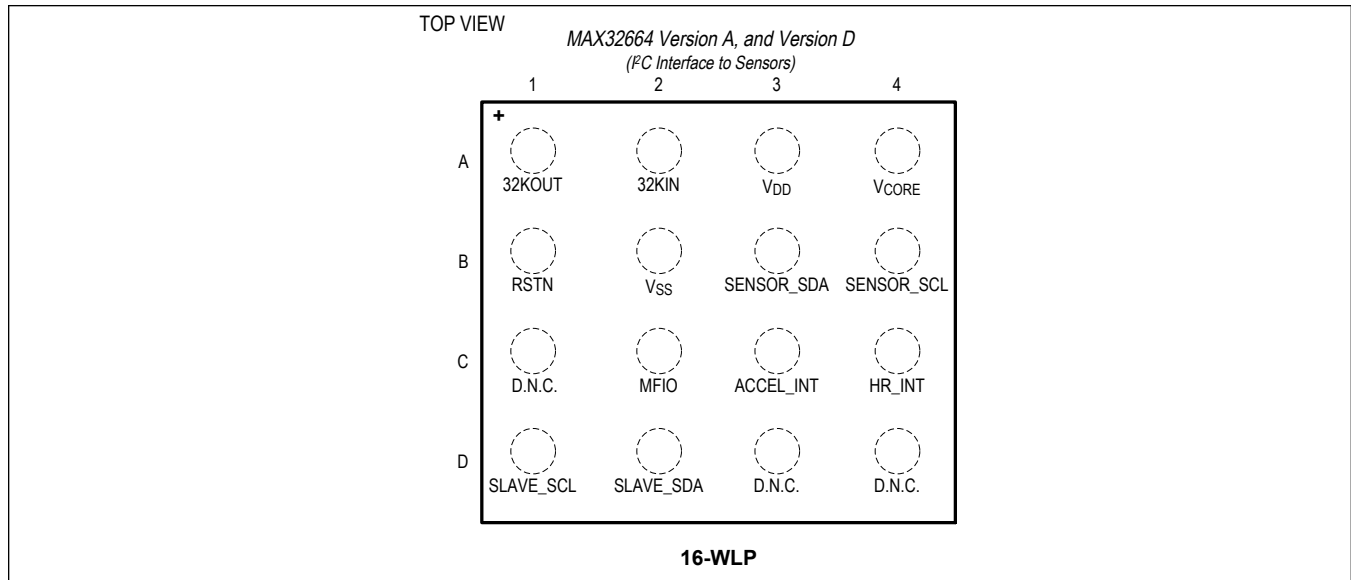 TOP VIEW
MAX32664 Version A, and Version D
(I²C Interface to Sensors)
1 2 3 4
+
A
32KOUT 32KIN VDD VCORE
B
RSTN VSS SENSOR_SDA SENSOR_SCL
C
D.N.C. MFIO ACCEL_INT HR_INT
D
SLAVE_SCL SLAVE_SDA D.N.C. D.N.C.
16-WLP